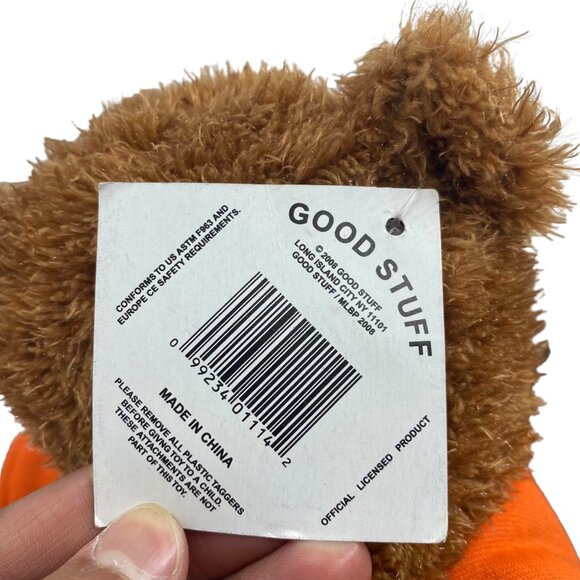 GOOD STUFF
© 2008 GOOD STUFF
LONG ISLAND CITY NY 11101
GOOD STUFF / MLBP 2008
CONFORMS TO US ASTM F963 AND
EUROPE CE SAFETY REQUIREMENTS.
0 99234 01114 2
MADE IN CHINA
PLEASE REMOVE ALL PLASTIC TAGGERS
BEFORE GIVNG TOY TO A CHILD.
THESE ATTACHMENTS ARE NOT
PART OF THIS TOY.
OFFICIAL LICENSED PRODUCT